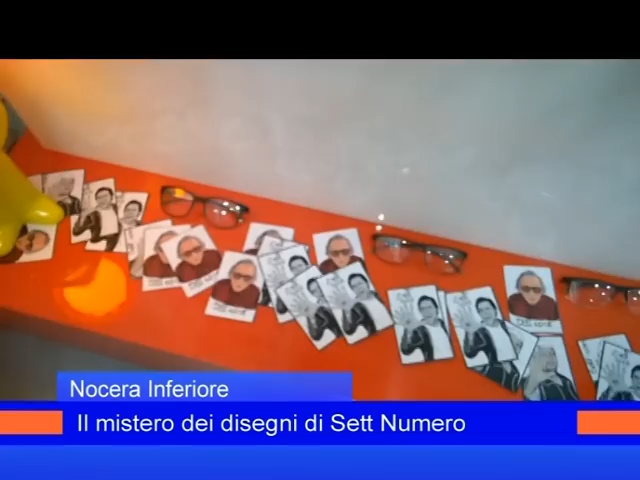 Nocera Inferiore
Il mistero dei disegni di Sett Numero